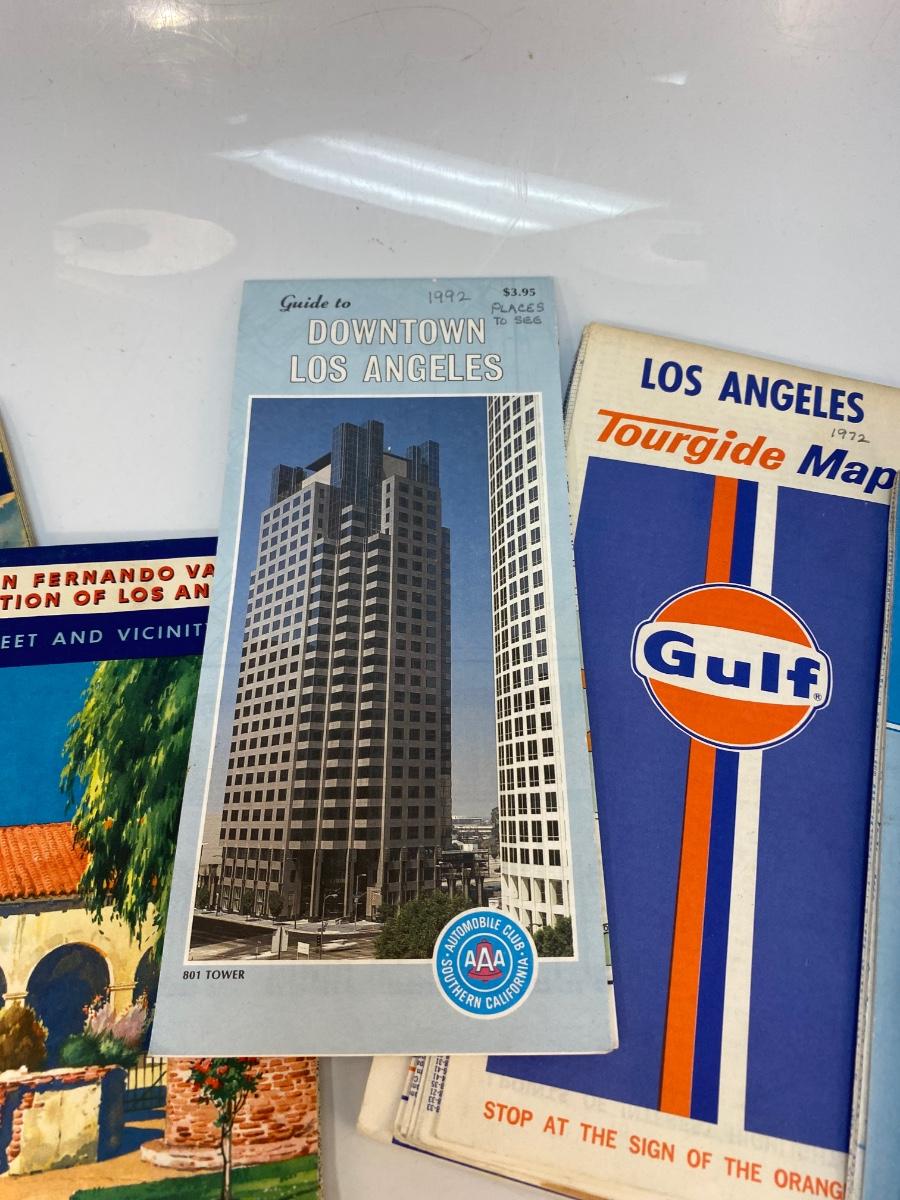 Guide to
1992
$3.95
PLACES
TO SEE
DOWNTOWN
LOS ANGELES
801 TOWER
AUTOMOBILE CLUB
AAA
SOUTHERN CALIFORNIA
LOS ANGELES
1972
Tourgide Map
Gulf®
STOP AT THE SIGN OF THE ORANG
N FERNANDO VA
TION OF LOS AN
EET AND VICINIT